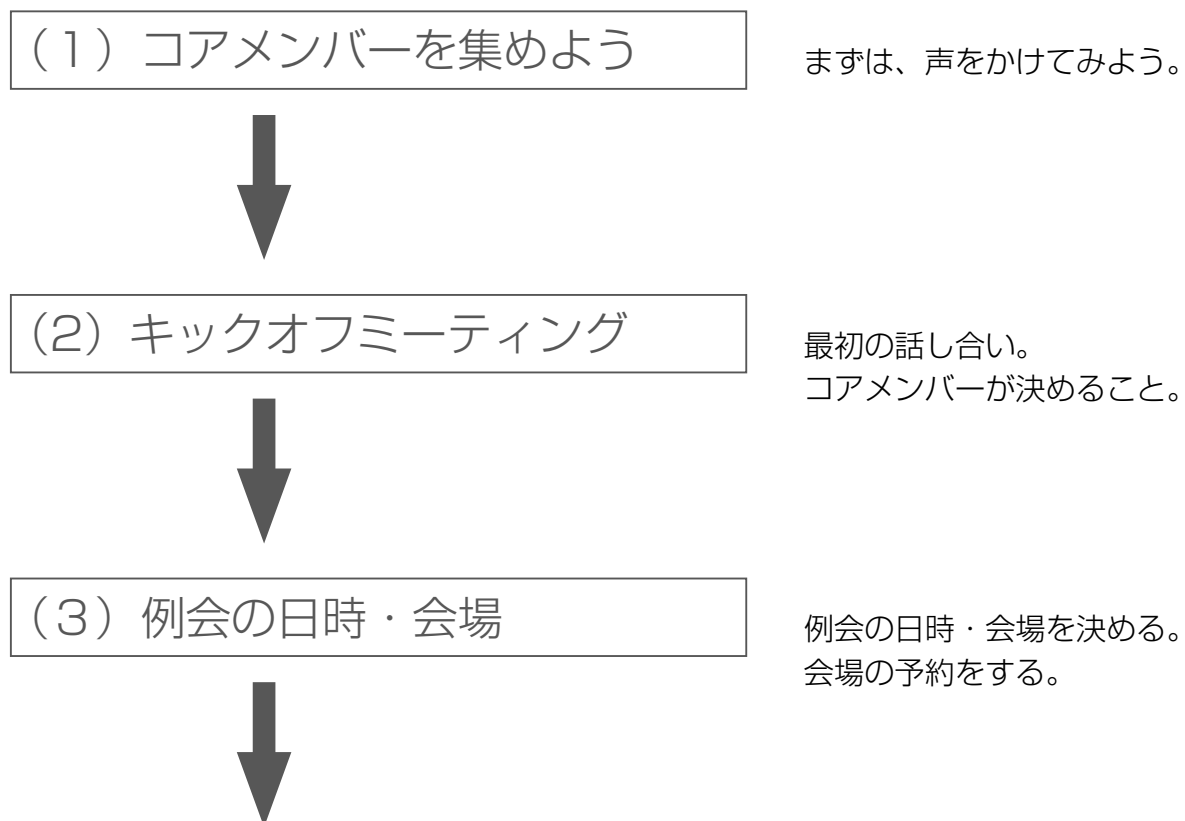 （１）コアメンバーを集めよう
まずは、声をかけてみよう。
（2）キックオフミーティング
最初の話し合い。
コアメンバーが決めること。
（３）例会の日時・会場
例会の日時・会場を決める。
会場の予約をする。